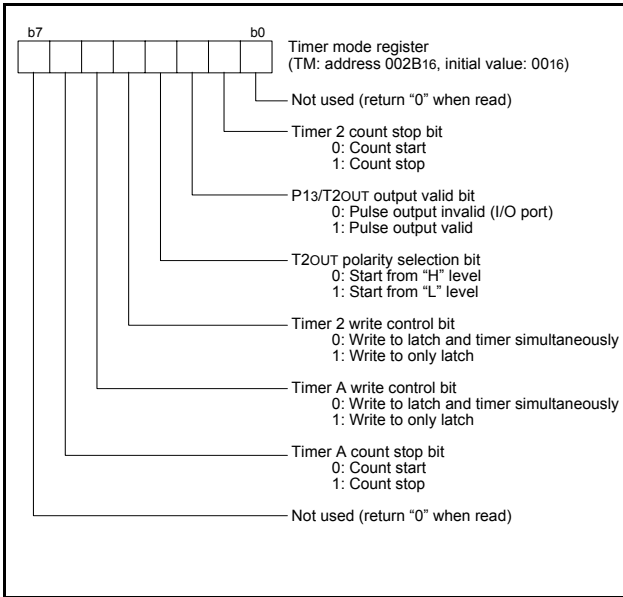 b7 b0
Timer mode register
(TM: address 002B16, initial value: 0016)
Not used (return “0” when read)
Timer 2 count stop bit
0: Count start
1: Count stop
P13/T2OUT output valid bit
0: Pulse output invalid (I/O port)
1: Pulse output valid
T2OUT polarity selection bit
0: Start from “H” level
1: Start from “L” level
Timer 2 write control bit
0: Write to latch and timer simultaneously
1: Write to only latch
Timer A write control bit
0: Write to latch and timer simultaneously
1: Write to only latch
Timer A count stop bit
0: Count start
1: Count stop
Not used (return “0” when read)